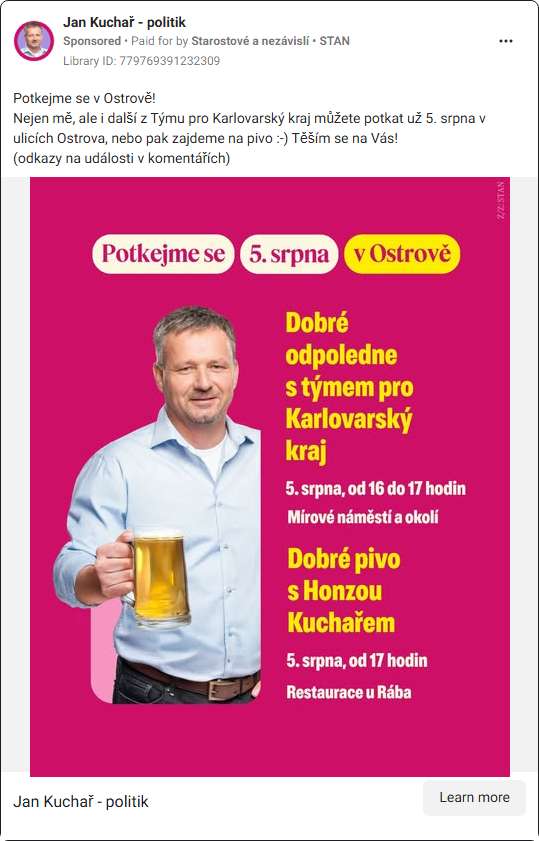 Jan Kuchař - politik
Sponsored • Paid for by Starostové a nezávislí • STAN
Library ID: 779769391232309
Potkejme se v Ostrově!
Nejen mě, ale i další z Týmu pro Karlovarský kraj můžete potkat už 5. srpna v
ulicích Ostrova, nebo pak zajdeme na pivo :-) Těším se na Vás!
(odkazy na události v komentářích)
Z/Z: STAN
Potkejme se 5. srpna v Ostrově
Dobré
odpoledne
s týmem pro
Karlovarský
kraj
5. srpna, od 16 do 17 hodin
Mírové náměstí a okolí
Dobré pivo
s Honzou
Kuchařem
5. srpna, od 17 hodin
Restaurace u Rába
Jan Kuchař - politik
Learn more